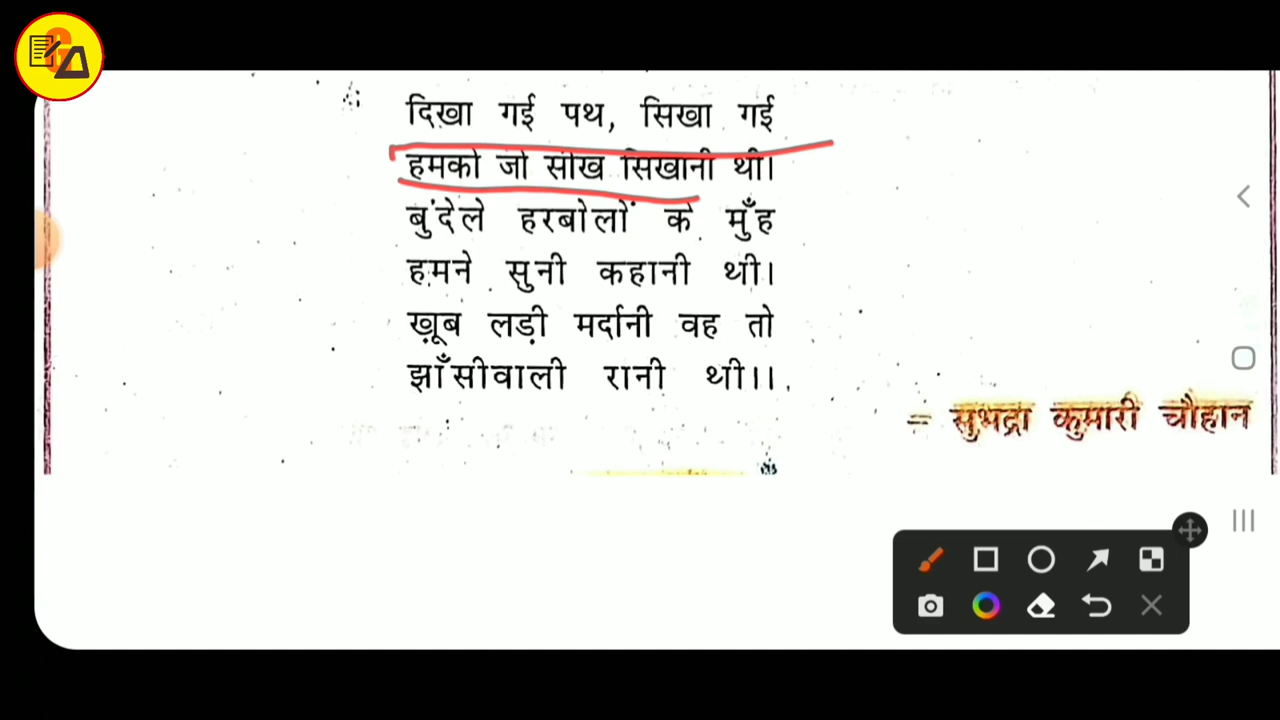 दिखा गई पथ, सिखा गई
हमको जो सीख सिखानी थी।
बुंदेले हरबोलों के मुँह
हमने सुनी कहानी थी।
ख़ूब लड़ी मर्दानी वह तो
झाँसीवाली रानी थी।।
= सुभद्रा कुमारी चौहान